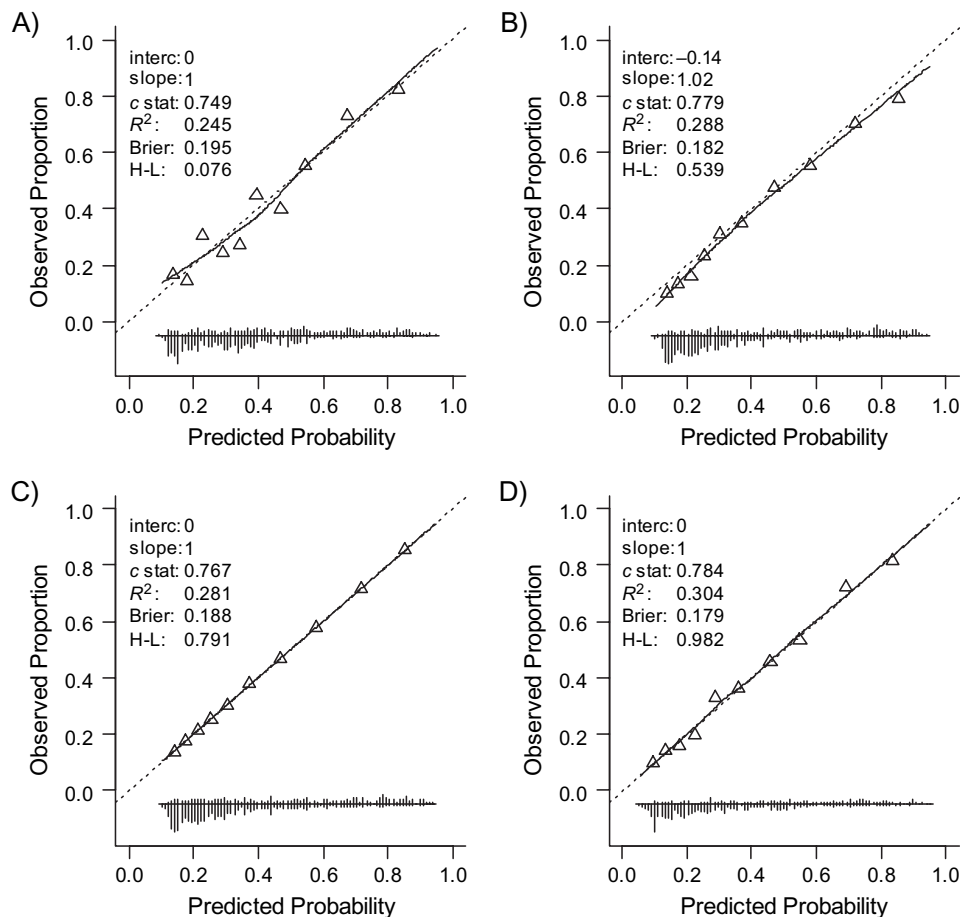 A)
interc: 0
slope: 1
c stat: 0.749
R²: 0.245
Brier: 0.195
H-L: 0.076
Observed Proportion
1.0
0.8
0.6
0.4
0.2
0.0
0.0 0.2 0.4 0.6 0.8 1.0
Predicted Probability
B)
interc: –0.14
slope: 1.02
c stat: 0.779
R²: 0.288
Brier: 0.182
H-L: 0.539
Observed Proportion
1.0
0.8
0.6
0.4
0.2
0.0
0.0 0.2 0.4 0.6 0.8 1.0
Predicted Probability
C)
interc: 0
slope: 1
c stat: 0.767
R²: 0.281
Brier: 0.188
H-L: 0.791
Observed Proportion
1.0
0.8
0.6
0.4
0.2
0.0
0.0 0.2 0.4 0.6 0.8 1.0
Predicted Probability
D)
interc: 0
slope: 1
c stat: 0.784
R²: 0.304
Brier: 0.179
H-L: 0.982
Observed Proportion
1.0
0.8
0.6
0.4
0.2
0.0
0.0 0.2 0.4 0.6 0.8 1.0
Predicted Probability